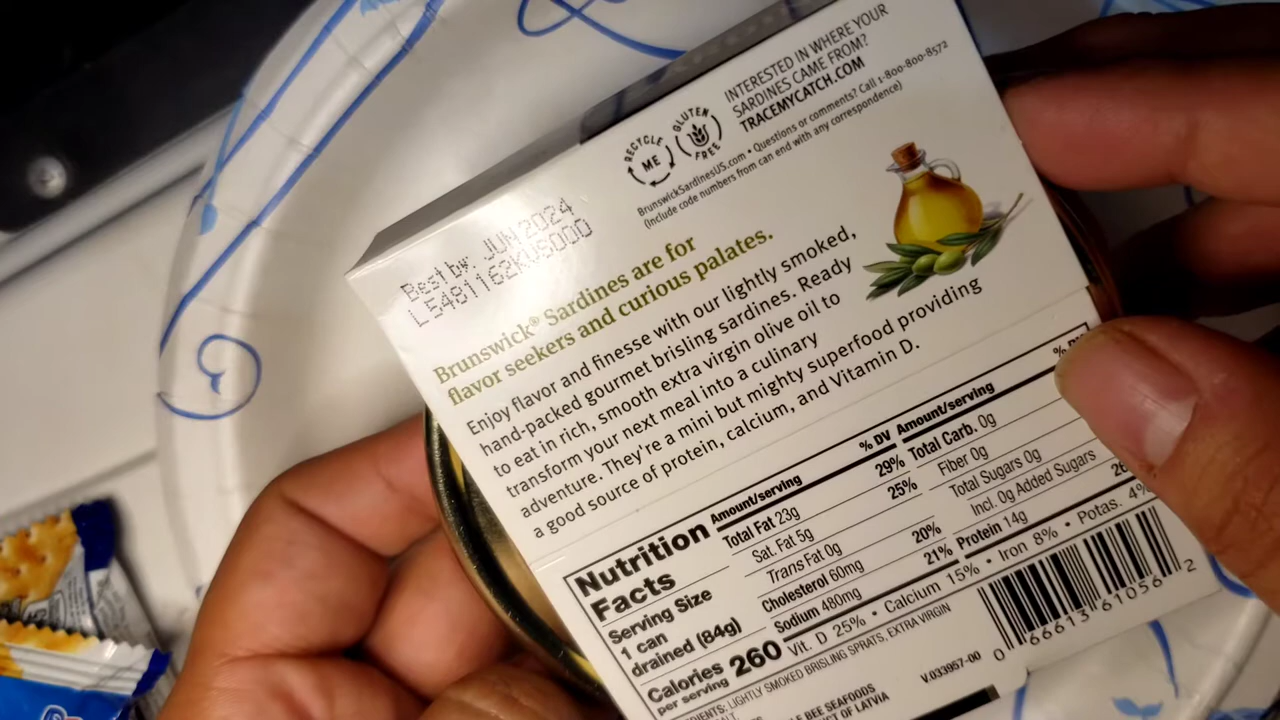 INTERESTED IN WHERE YOUR
SARDINES CAME FROM?
TRACEMYCATCH.COM
RECYCLE
ME
GLUTEN
FREE
BrunswickSardinesUS.com • Questions or comments? Call 1-800-800-8572
(Include code numbers from can end with any correspondence)
Best by: JUN 2024
L5481162KUS000
Brunswick® Sardines are for
flavor seekers and curious palates.
Enjoy flavor and finesse with our lightly smoked,
hand-packed gourmet brisling sardines. Ready
to eat in rich, smooth extra virgin olive oil to
transform your next meal into a culinary
adventure. They're a mini but mighty superfood providing
a good source of protein, calcium, and Vitamin D.
Nutrition
Facts
Serving Size
1 can
drained (84g)
Calories 260
per serving
Amount/serving % DV
Total Fat 23g 29%
Sat. Fat 5g 25%
Trans Fat 0g
Cholesterol 60mg 20%
Sodium 480mg 21%
Amount/serving
Total Carb. 0g
Fiber 0g
Total Sugars 0g
Incl. 0g Added Sugars
Protein 14g
Vit. D 25% • Calcium 15% • Iron 8% • Potas. 4%
LIGHTLY SMOKED BRISLING SPRATS, EXTRA VIRGIN
BEE SEAFOODS
OF LATVIA
V.033957-00
0 66613 61056 2